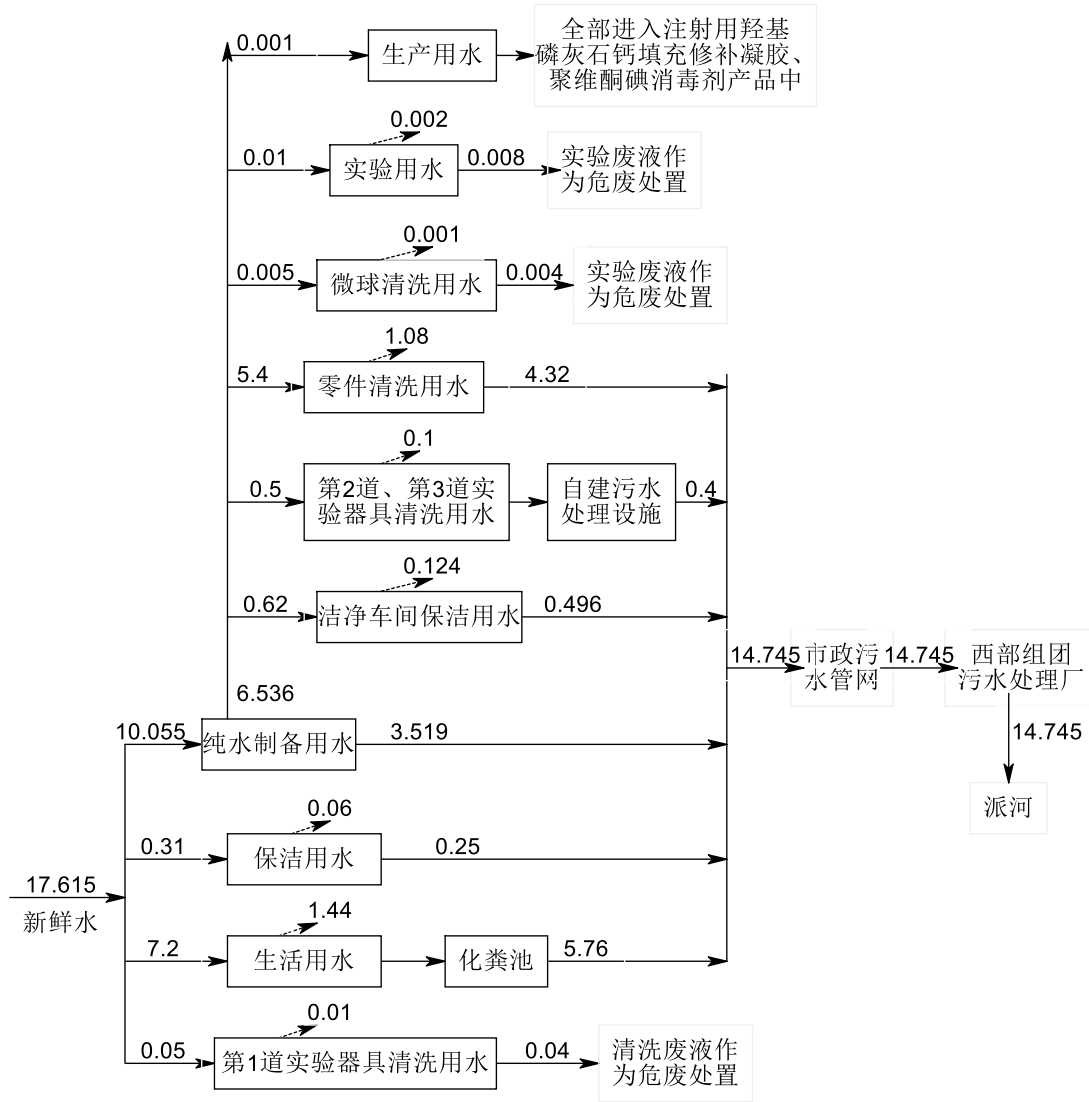 0.001
生产用水
全部进入注射用羟基
磷灰石钙填充修补凝胶、
聚维酮碘消毒剂产品中
0.002
0.01
实验用水
0.008
实验废液作
为危废处置
0.001
0.005
微球清洗用水
0.004
实验废液作
为危废处置
1.08
5.4
零件清洗用水
4.32
0.1
0.5
第2道、第3道实
验器具清洗用水
自建污水
处理设施
0.4
0.124
0.62
洁净车间保洁用水
0.496
14.745
市政污
水管网
14.745
西部组团
污水处理厂
6.536
10.055
纯水制备用水
3.519
14.745
派河
0.06
0.31
保洁用水
0.25
17.615
新鲜水
1.44
7.2
生活用水
化粪池
5.76
0.01
0.05
第1道实验器具清洗用水
0.04
清洗废液作
为危废处置